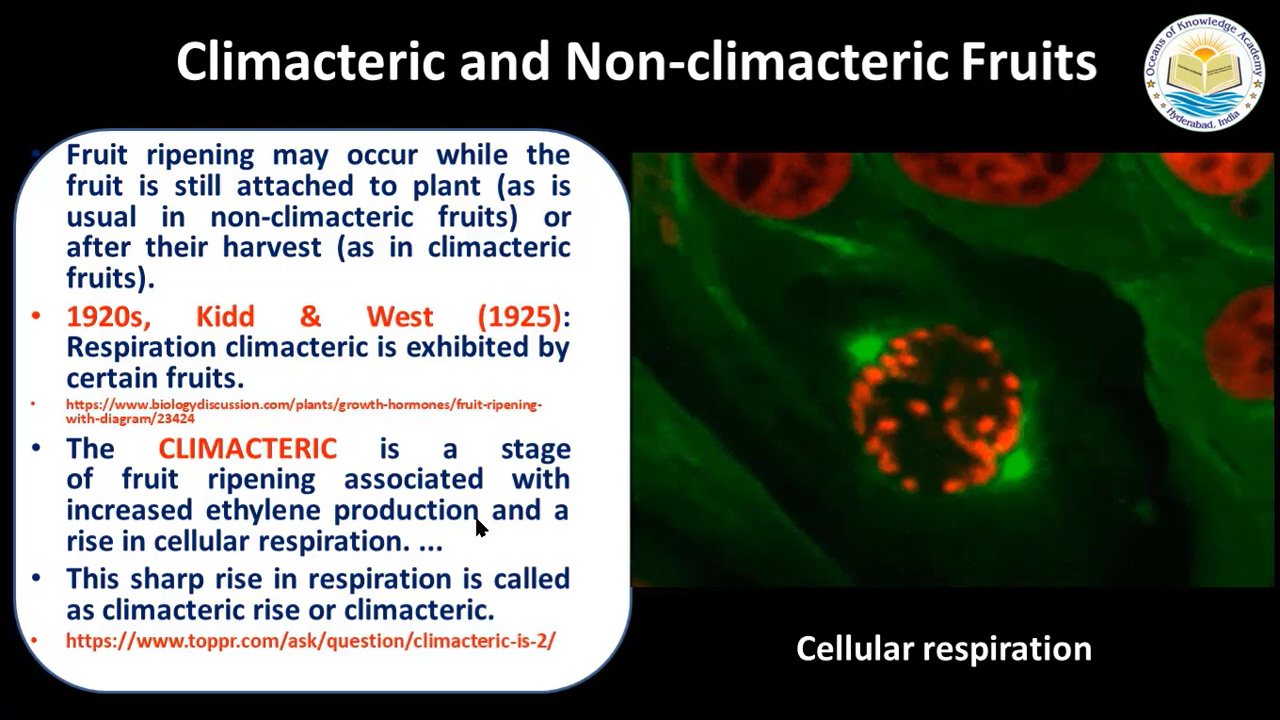 Climacteric and Non-climacteric Fruits
Oceans of Knowledge Academy
Hyderabad, India
Fruit ripening may occur while the
fruit is still attached to plant (as is
usual in non-climacteric fruits) or
after their harvest (as in climacteric
fruits).
1920s, Kidd & West (1925):
Respiration climacteric is exhibited by
certain fruits.
https://www.biologydiscussion.com/plants/growth-hormones/fruit-ripening-
with-diagram/23424
The CLIMACTERIC is a stage
of fruit ripening associated with
increased ethylene production and a
rise in cellular respiration. ...
This sharp rise in respiration is called
as climacteric rise or climacteric.
https://www.toppr.com/ask/question/climacteric-is-2/
Cellular respiration